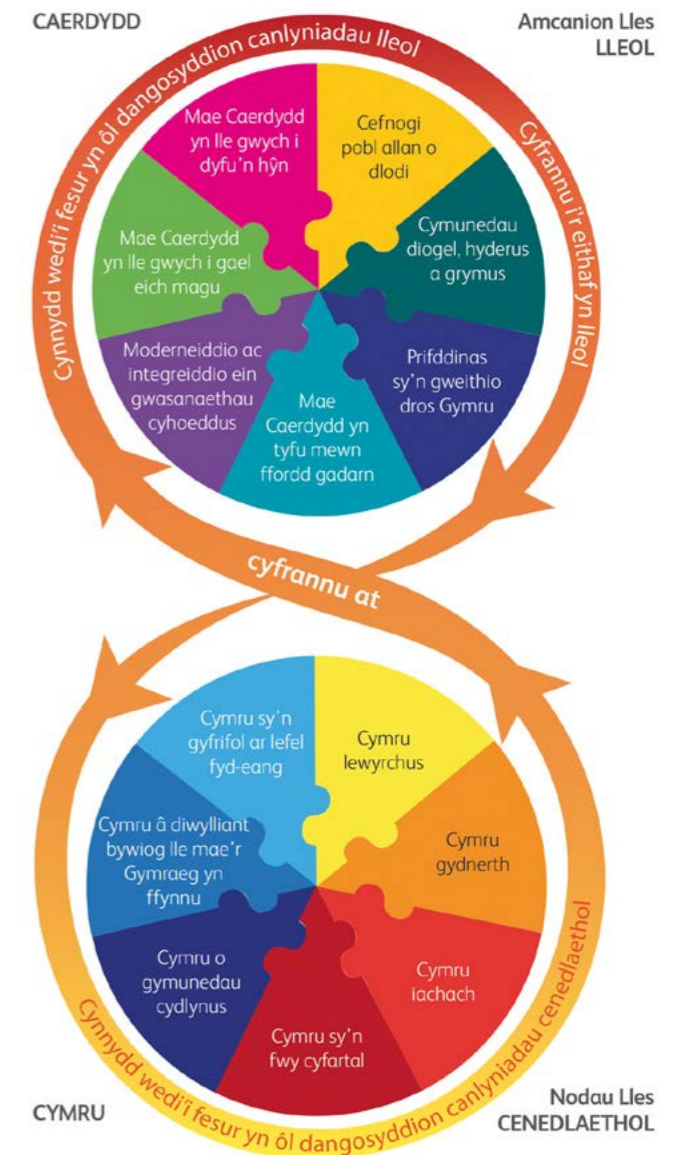 CAERDYDD
Amcanion Lles
LLEOL
Cynnydd wedi'i fesur yn ôl dangosyddion canlyniadau lleol
Cyfrannu i'r eithaf yn lleol
Mae Caerdydd
yn lle gwych i
dyfu'n hŷn
Cefnogi
pobl allan o
dlodi
Cymunedau
diogel, hyderus
a grymus
Prifddinas
sy'n gweithio
dros Gymru
Mae
Caerdydd yn
tyfu mewn
ffordd gadarn
Moderneiddio ac
integreiddio ein
gwasanaethau
cyhoeddus
Mae Caerdydd
yn lle gwych i gael
eich magu
cyfrannu at
Cymru sy'n
gyfrifol ar lefel
fyd-eang
Cymru
lewyrchus
Cymru
gydnerth
Cymru
iachach
Cymru sy'n
fwy cyfartal
Cymru o
gymunedau
cydlynus
Cymru â diwylliant
bywiog lle mae'r
Gymraeg yn
ffynnu
Cynnydd wedi'i fesur yn ôl dangosyddion canlyniadau cenedlaethol
CYMRU
Nodau Lles
CENEDLAETHOL